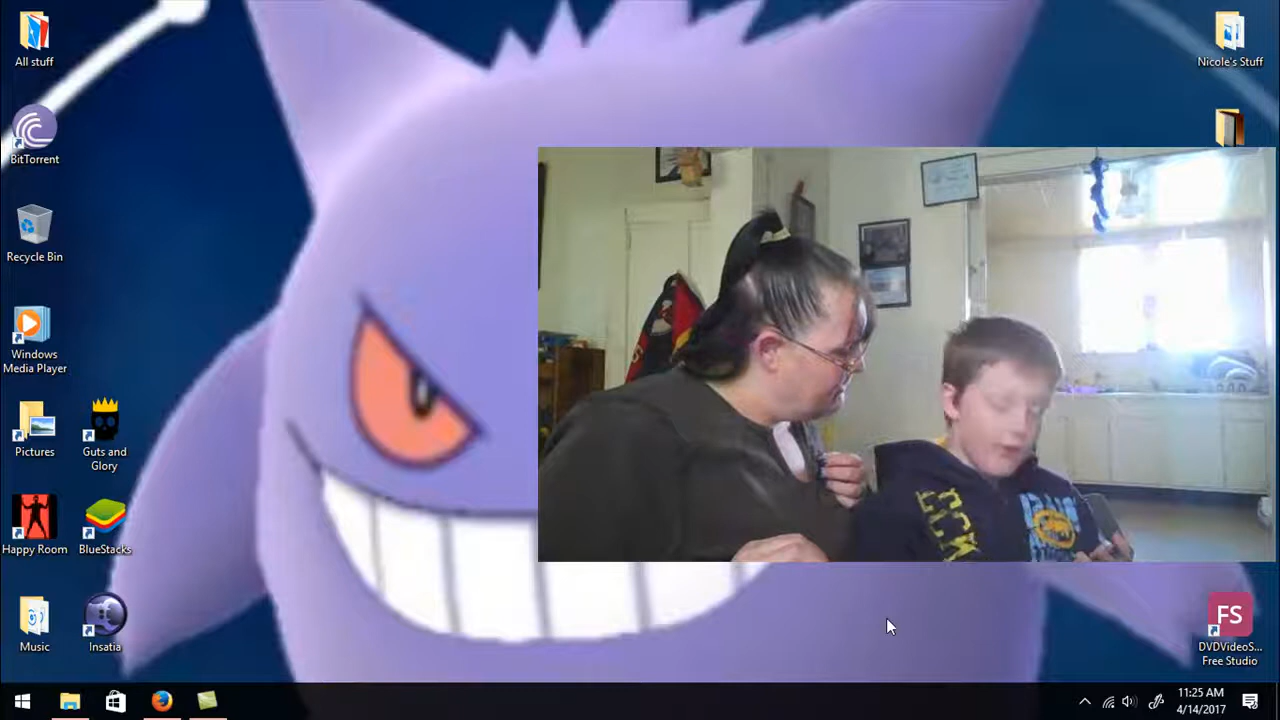 All stuff
Nicole's Stuff
BitTorrent
Recycle Bin
Windows
Media Player
Pictures
Guts and
Glory
Happy Room
BlueStacks
Music
Insatia
FS
DVDVideoS...
Free Studio
11:25 AM
4/14/2017